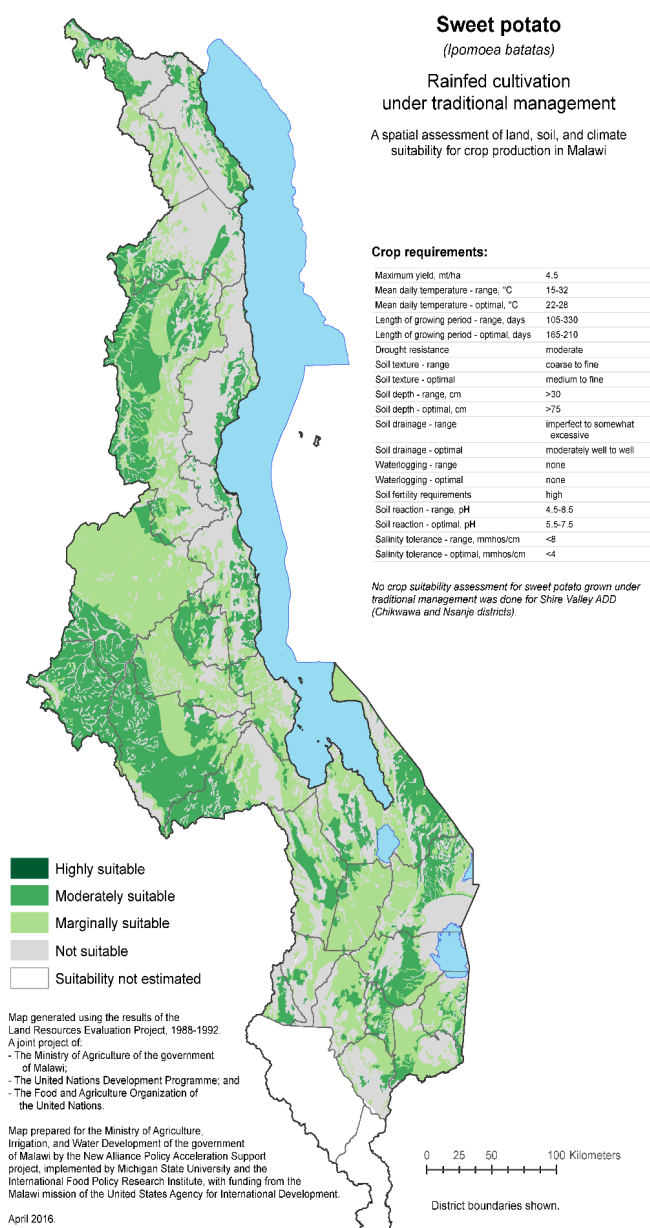 Sweet potato
(Ipomoea batatas)
Rainfed cultivation
under traditional management
A spatial assessment of land, soil, and climate
suitability for crop production in Malawi
Crop requirements:
Maximum yield, mt/ha 4.5
Mean daily temperature - range, °C 15-32
Mean daily temperature - optimal, °C 22-28
Length of growing period - range, days 105-330
Length of growing period - optimal, days 165-210
Drought resistance moderate
Soil texture - range coarse to fine
Soil texture - optimal medium to fine
Soil depth - range, cm >30
Soil depth - optimal, cm >75
Soil drainage - range imperfect to somewhat
excessive
Soil drainage - optimal moderately well to well
Waterlogging - range none
Waterlogging - optimal none
Soil fertility requirements high
Soil reaction - range, pH 4.5-8.5
Soil reaction - optimal, pH 5.5-7.5
Salinity tolerance - range, mmhos/cm <8
Salinity tolerance - optimal, mmhos/cm <4
No crop suitability assessment for sweet potato grown under
traditional management was done for Shire Valley ADD
(Chikwawa and Nsanje districts).
Highly suitable
Moderately suitable
Marginally suitable
Not suitable
Suitability not estimated
Map generated using the results of the
Land Resources Evaluation Project, 1988-1992.
A joint project of:
- The Ministry of Agriculture of the government
of Malawi;
- The United Nations Development Programme; and
- The Food and Agriculture Organization of
the United Nations.
Map prepared for the Ministry of Agriculture,
Irrigation, and Water Development of the government
of Malawi by the New Alliance Policy Acceleration Support
project, implemented by Michigan State University and the
International Food Policy Research Institute, with funding from the
Malawi mission of the United States Agency for International Development.
April 2016.
0 25 50 100 Kilometers
District boundaries shown.